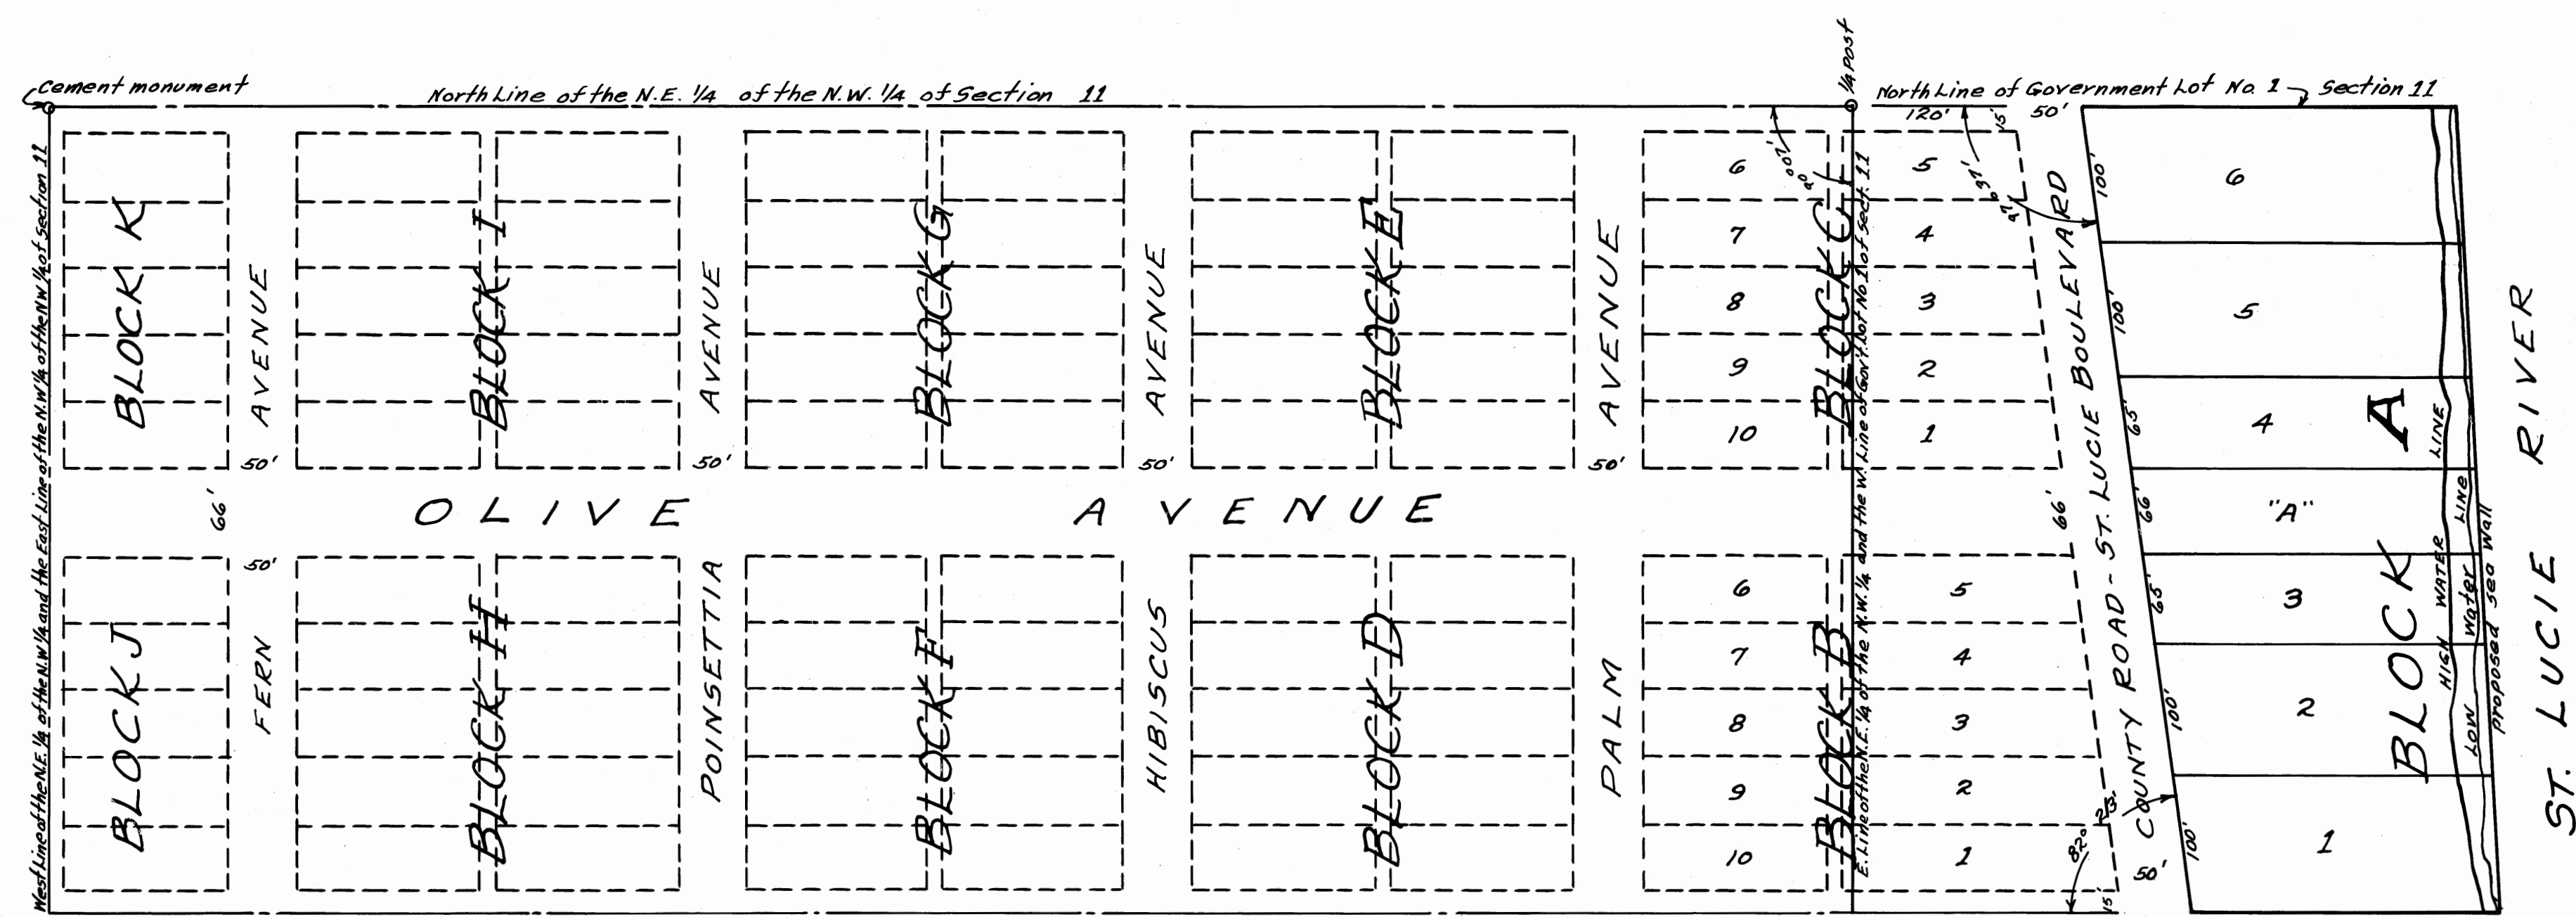 Cement monument
North Line of the N.E. 1/4 of the N.W. 1/4 of Section 11
1/4 Post
North Line of Government Lot No. 1 Section 11
120'
15'
50'
West Line of the N.E. 1/4 of the N.W. 1/4 and the East Line of the N.W. 1/4 of the N.W. 1/4 of Section 11
BLOCK K
AVENUE
50'
BLOCK I
AVENUE
50'
BLOCK G
AVENUE
50'
BLOCK E
AVENUE
50'
6
7
8
9
10
BLOCK C
5
4
3
2
1
90° 00'
97° 37'
E. Line of the N.E. 1/4 of the N.W. 1/4 and the W. Line of Gov't. Lot No. 1 of Sect. 11
66'
OLIVE AVENUE
66'
BLOCK J
50'
FERN
BLOCK H
POINSETTIA
BLOCK F
HIBISCUS
BLOCK D
PALM
6
7
8
9
10
BLOCK B
5
4
3
2
1
82° 23'
15'
50'
COUNTY ROAD - ST. LUCIE BOULEVARD
100'
6
100'
5
65'
4
66'
"A"
65'
3
100'
2
100'
1
BLOCK A
HIGH WATER LINE
LOW Water LINE
proposed sea wall
ST. LUCIE RIVER